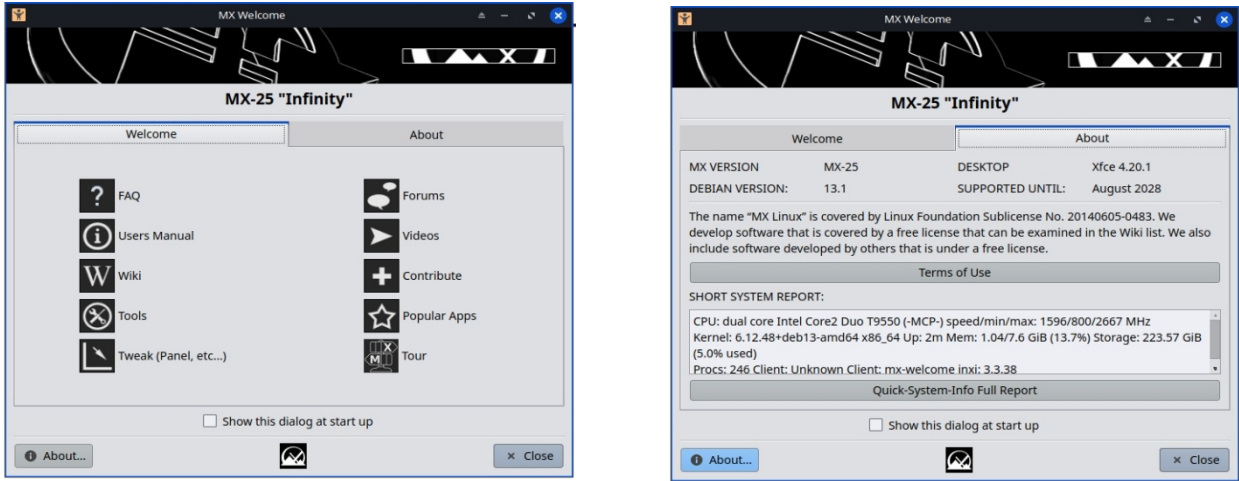 MX Welcome
MX
MX-25 "Infinity"
Welcome
About
FAQ
Forums
Users Manual
Videos
Wiki
Contribute
Tools
Popular Apps
Tweak (Panel, etc...)
Tour
Show this dialog at start up
About...
Close
MX Welcome
MX
MX-25 "Infinity"
Welcome
About
MX VERSION MX-25 DESKTOP Xfce 4.20.1
DEBIAN VERSION: 13.1 SUPPORTED UNTIL: August 2028
The name “MX Linux” is covered by Linux Foundation Sublicense No. 20140605-0483. We
develop software that is covered by a free license that can be examined in the Wiki list. We also
include software developed by others that is under a free license.
Terms of Use
SHORT SYSTEM REPORT:
CPU: dual core Intel Core2 Duo T9550 (-MCP-) speed/min/max: 1596/800/2667 MHz
Kernel: 6.12.48+deb13-amd64 x86_64 Up: 2m Mem: 1.04/7.6 GiB (13.7%) Storage: 223.57 GiB
(5.0% used)
Procs: 246 Client: Unknown Client: mx-welcome inxi: 3.3.38
Quick-System-Info Full Report
Show this dialog at start up
About...
Close